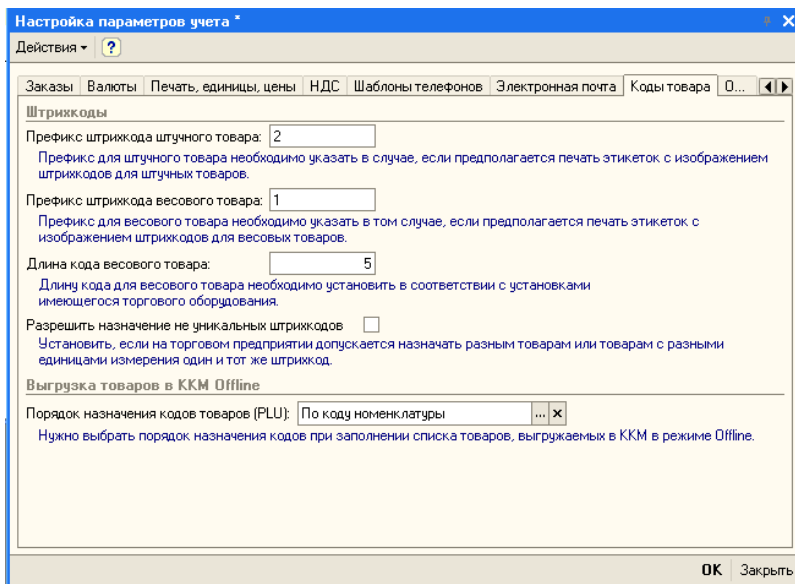 Настройка параметров учета *
Действия
Заказы Валюты Печать, единицы, цены НДС Шаблоны телефонов Электронная почта Коды товара О...
Штрихкоды
Префикс штрихкода штучного товара: 2
Префикс для штучного товара необходимо указать в случае, если предполагается печать этикеток с изображением
штрихкодов для штучных товаров.
Префикс штрихкода весового товара: 1
Префикс для весового товара необходимо указать в том случае, если предполагается печать этикеток с
изображением штрихкодов для весовых товаров.
Длина кода весового товара: 5
Длину кода для весового товара необходимо установить в соответствии с установками
имеющегося торгового оборудования.
Разрешить назначение не уникальных штрихкодов
Установить, если на торговом предприятии допускается назначать разным товарам или товарам с разными
единицами измерения один и тот же штрихкод.
Выгрузка товаров в ККМ Offline
Порядок назначения кодов товаров (PLU): По коду номенклатуры ...
Нужно выбрать порядок назначения кодов при заполнении списка товаров, выгружаемых в ККМ в режиме Offline.
OK Закрыть